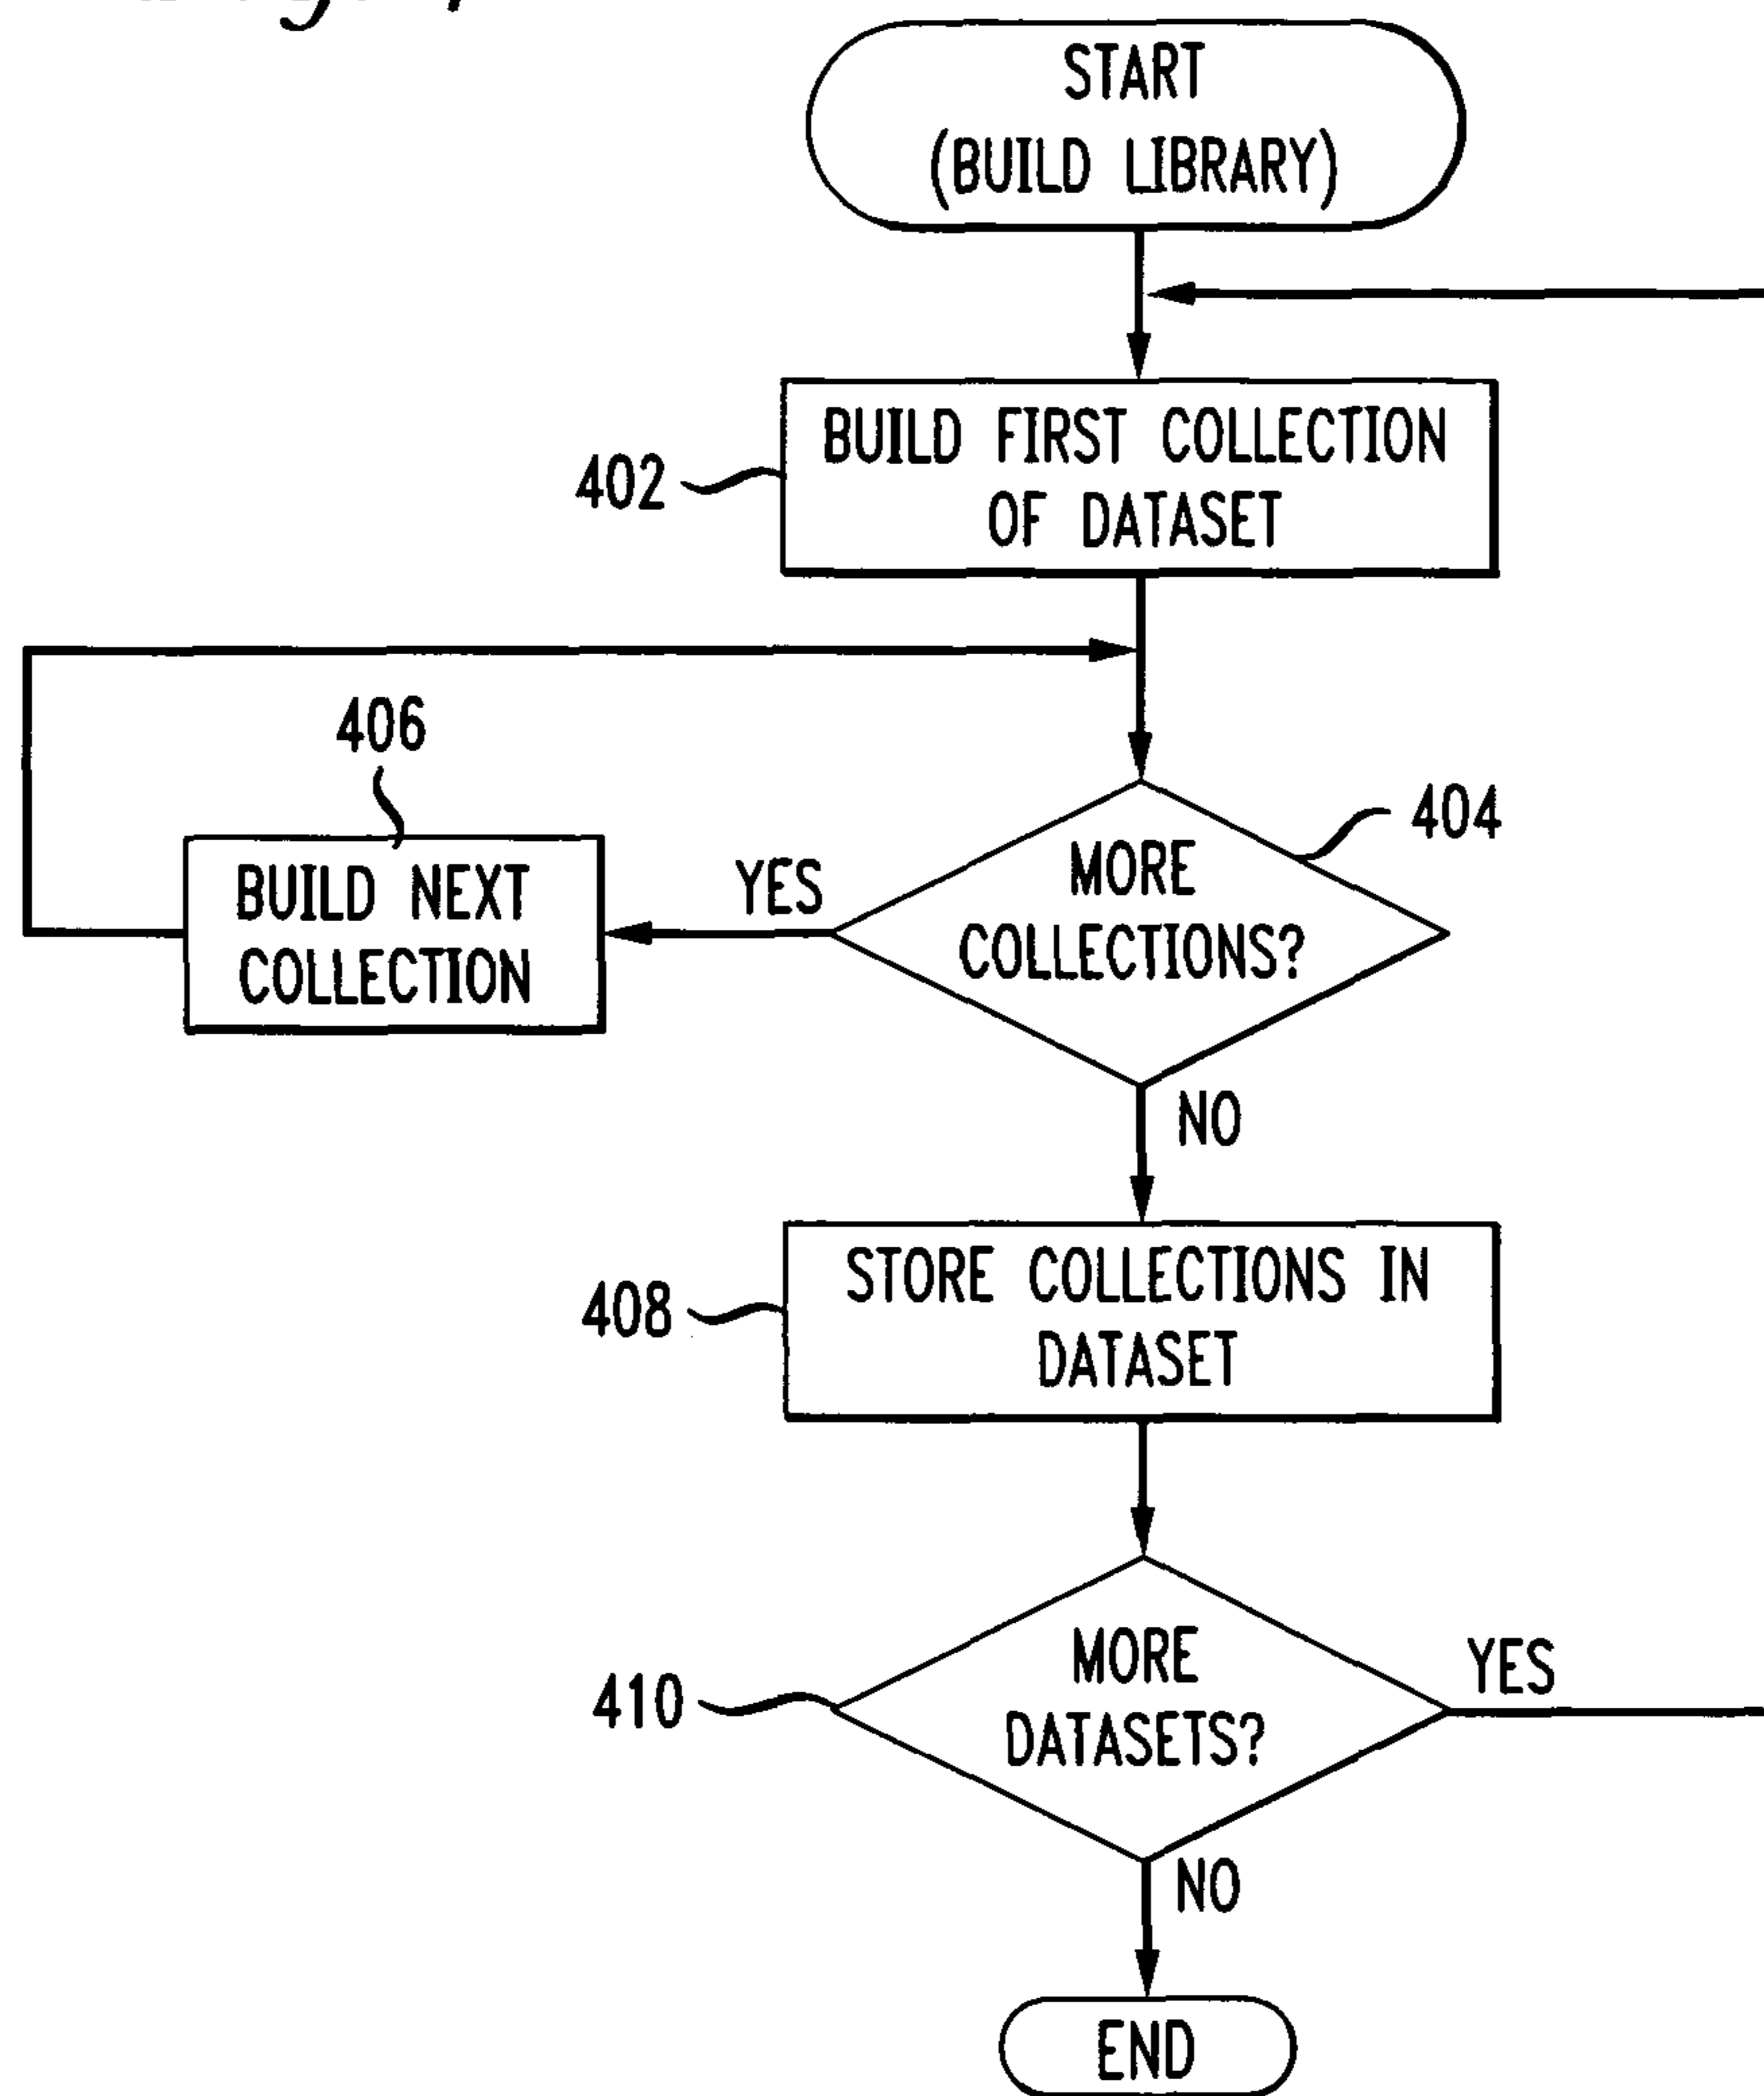 START
(BUILD LIBRARY)
BUILD FIRST COLLECTION
OF DATASET
402
406
404
MORE
COLLECTIONS?
YES
BUILD NEXT
COLLECTION
NO
STORE COLLECTIONS IN
DATASET
408
MORE
DATASETS?
YES
410
NO
END